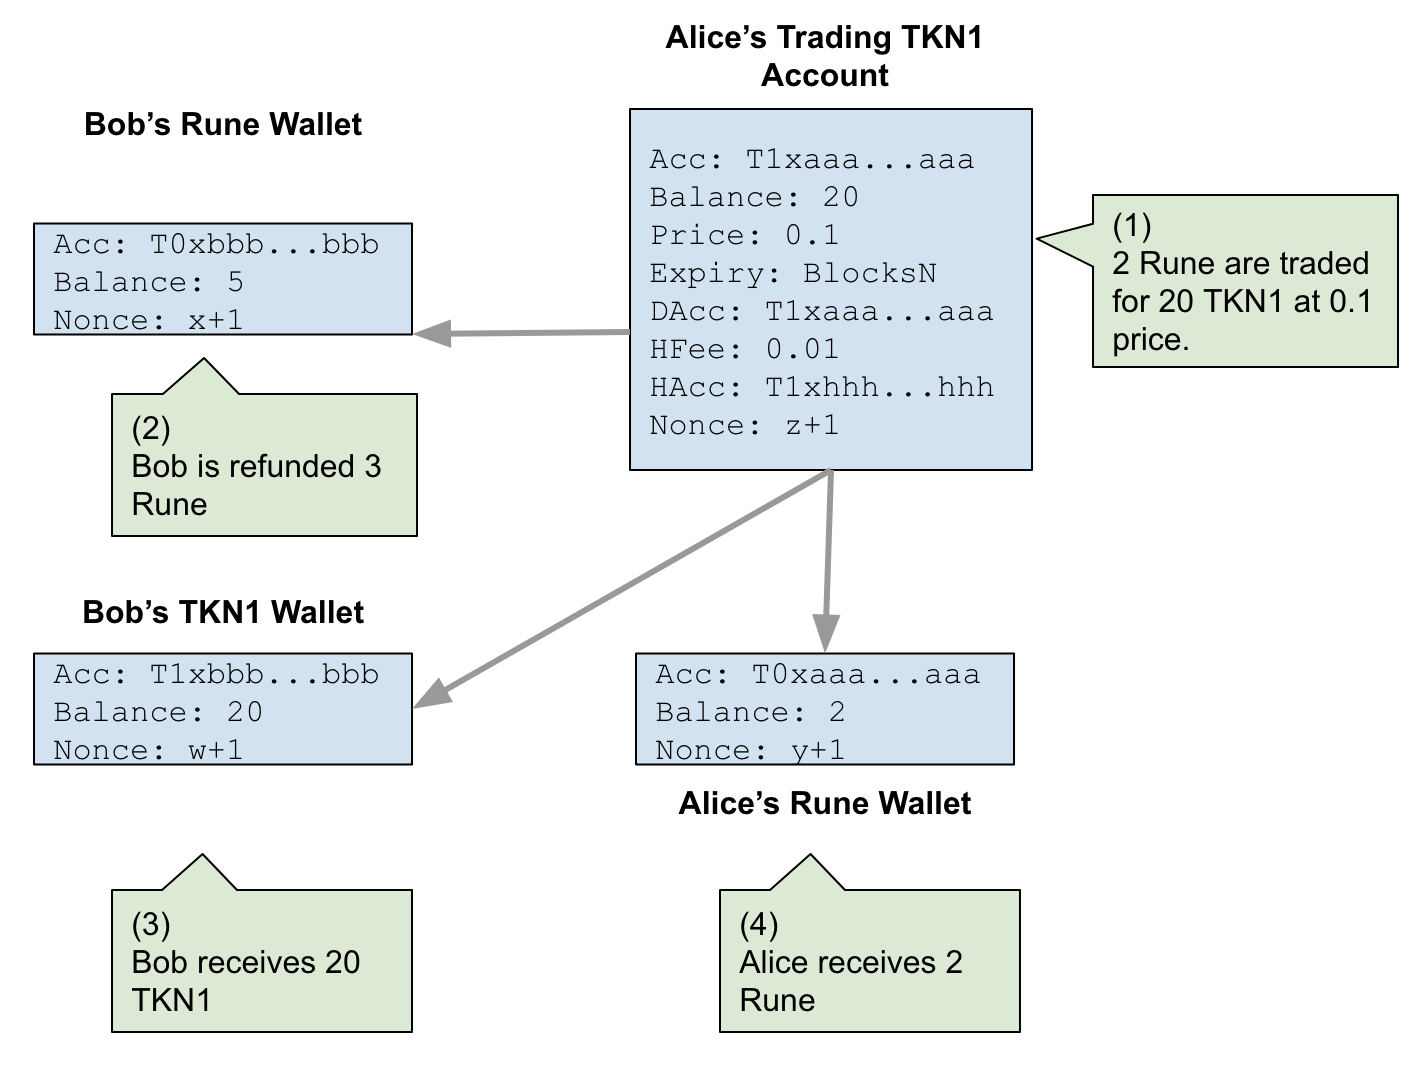 Alice’s Trading TKN1
Account
Bob’s Rune Wallet
Acc: T1xaaa...aaa
Balance: 20
Price: 0.1
Expiry: BlocksN
DAcc: T1xaaa...aaa
HFee: 0.01
HAcc: T1xhhh...hhh
Nonce: z+1
(1)
2 Rune are traded
for 20 TKN1 at 0.1
price.
Acc: T0xbbb...bbb
Balance: 5
Nonce: x+1
(2)
Bob is refunded 3
Rune
Bob’s TKN1 Wallet
Acc: T1xbbb...bbb
Balance: 20
Nonce: w+1
Acc: T0xaaa...aaa
Balance: 2
Nonce: y+1
Alice’s Rune Wallet
(3)
Bob receives 20
TKN1
(4)
Alice receives 2
Rune